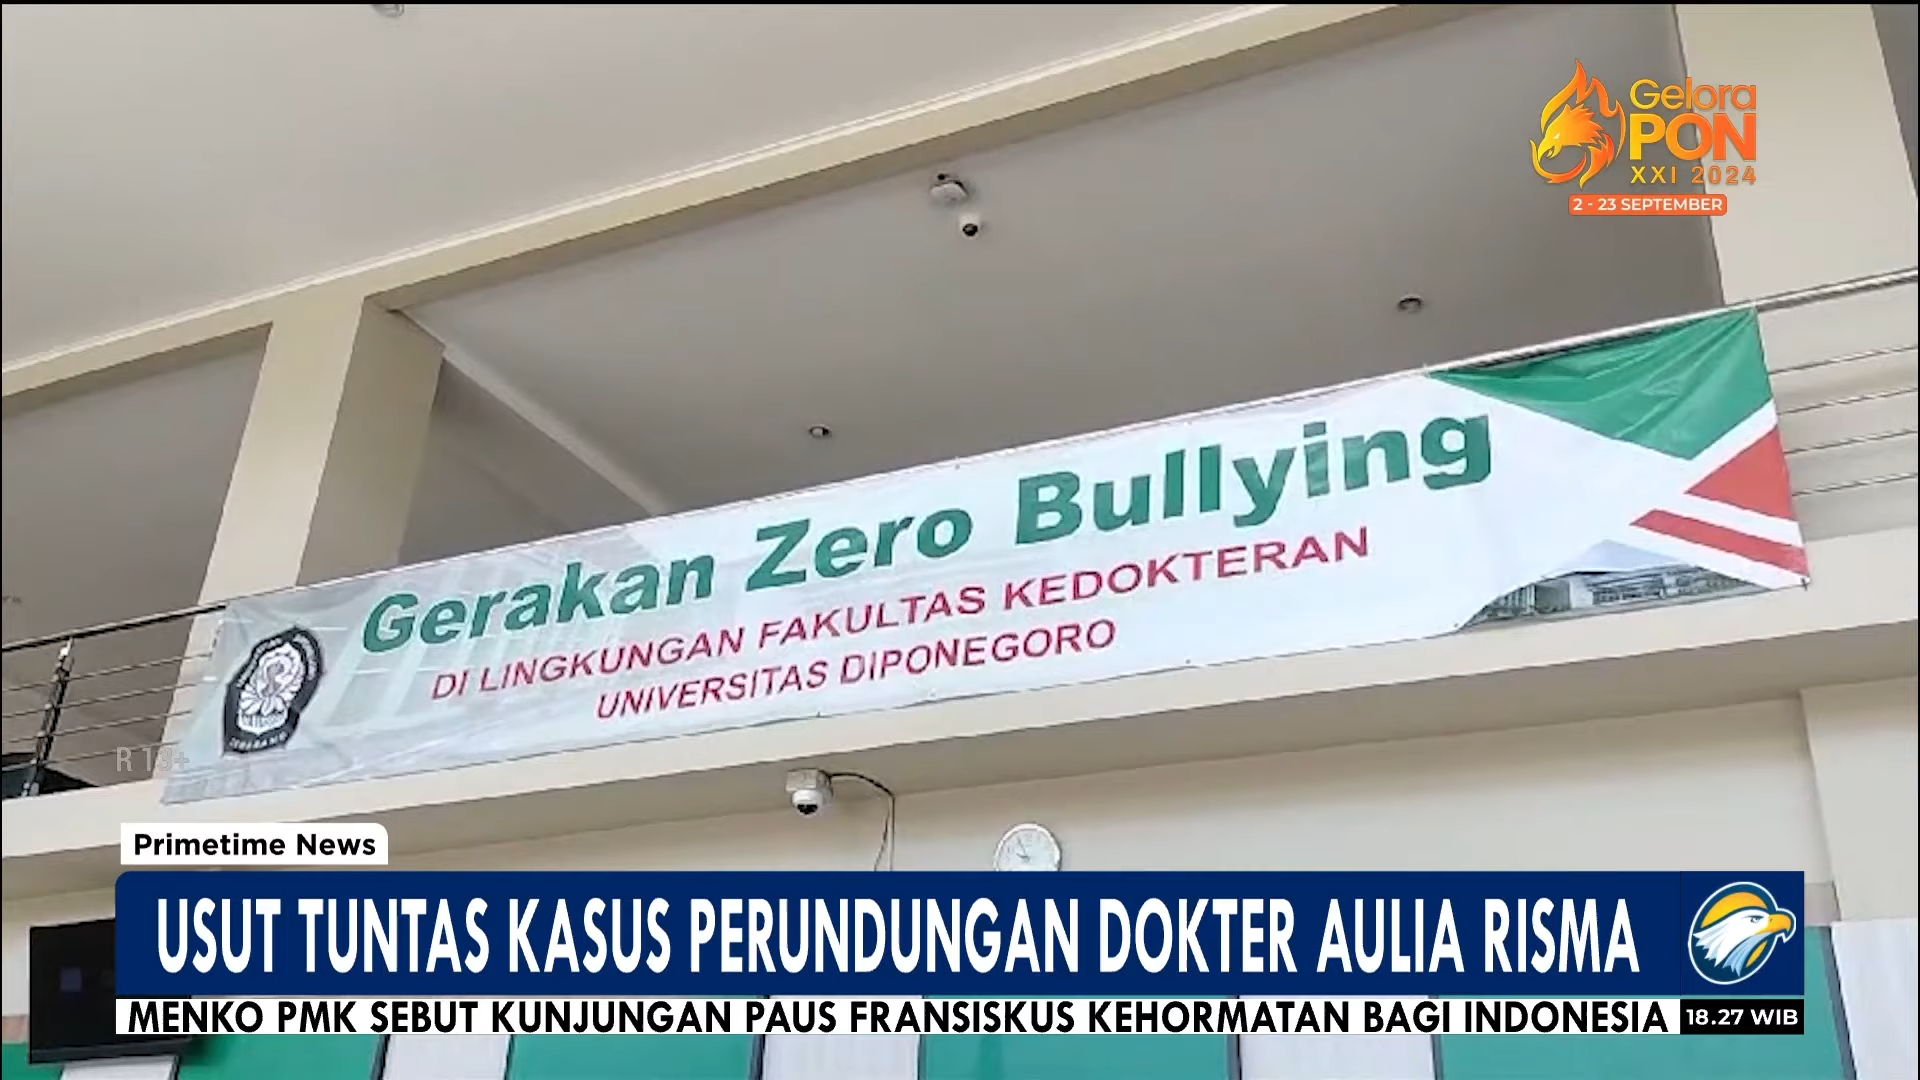 Gelora
PON
XXI 2024
2 - 23 SEPTEMBER
Gerakan Zero Bullying
DI LINGKUNGAN FAKULTAS KEDOKTERAN
UNIVERSITAS DIPONEGORO
R 13+
Primetime News
USUT TUNTAS KASUS PERUNDUNGAN DOKTER AULIA RISMA
MENKO PMK SEBUT KUNJUNGAN PAUS FRANSISKUS KEHORMATAN BAGI INDONESIA
18.27 WIB